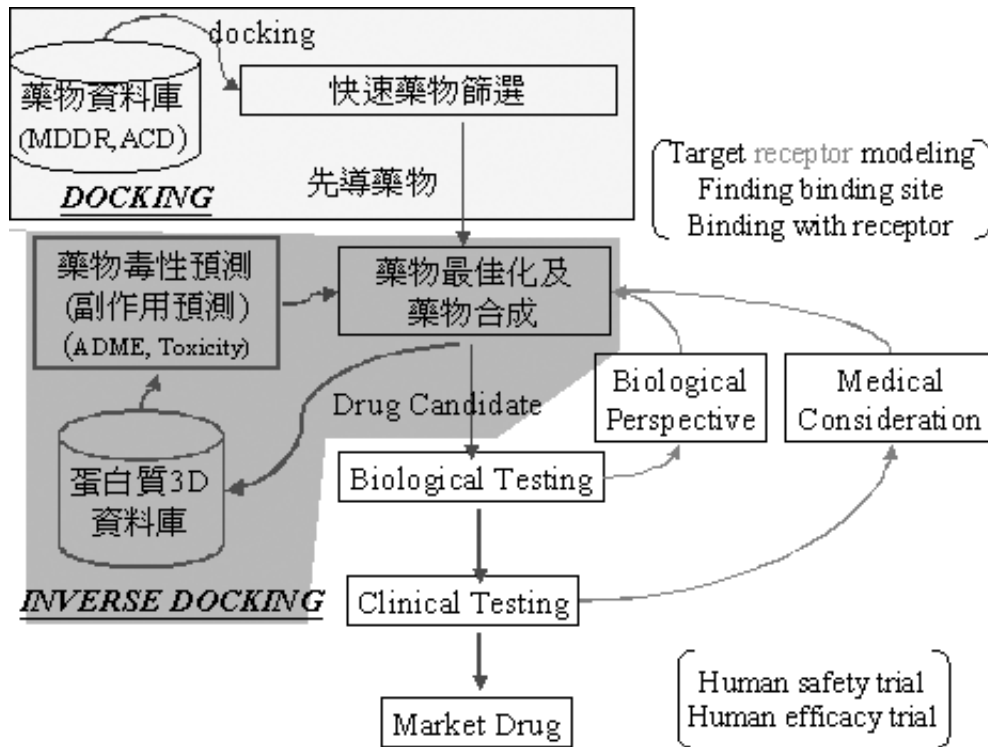 docking
藥物資料庫
(MDDR, ACD)
快速藥物篩選
先導藥物
DOCKING
Target receptor modeling
Finding binding site
Binding with receptor
藥物毒性預測
(副作用預測)
(ADME, Toxicity)
藥物最佳化及
藥物合成
Drug Candidate
Biological
Perspective
Medical
Consideration
蛋白質3D
資料庫
Biological Testing
INVERSE DOCKING
Clinical Testing
Human safety trial
Human efficacy trial
Market Drug